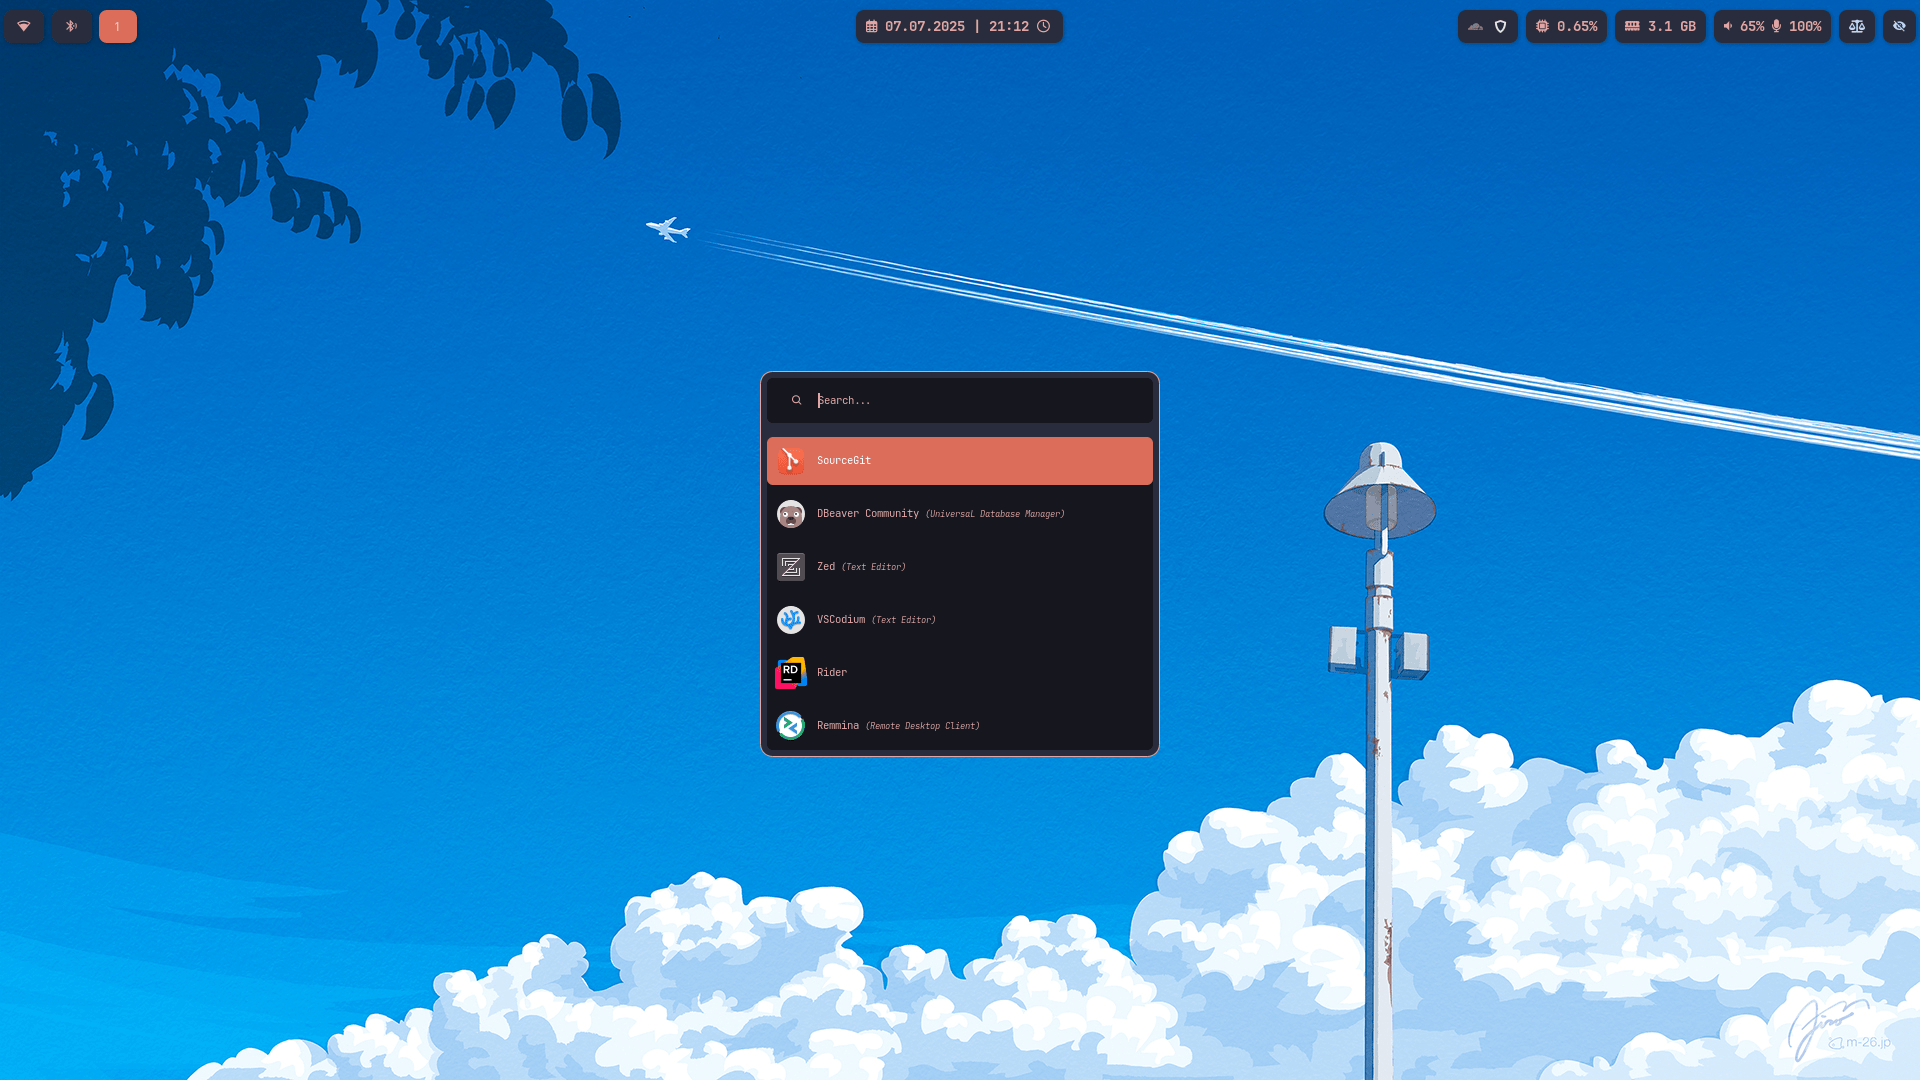 1
07.07.2025 | 21:12
0.65%
3.1 GB
65% 100%
Search...
SourceGit
DBeaver Community (Universal Database Manager)
Zed (Text Editor)
VSCodium (Text Editor)
RD
Rider
Remmina (Remote Desktop Client)
m-26.jp